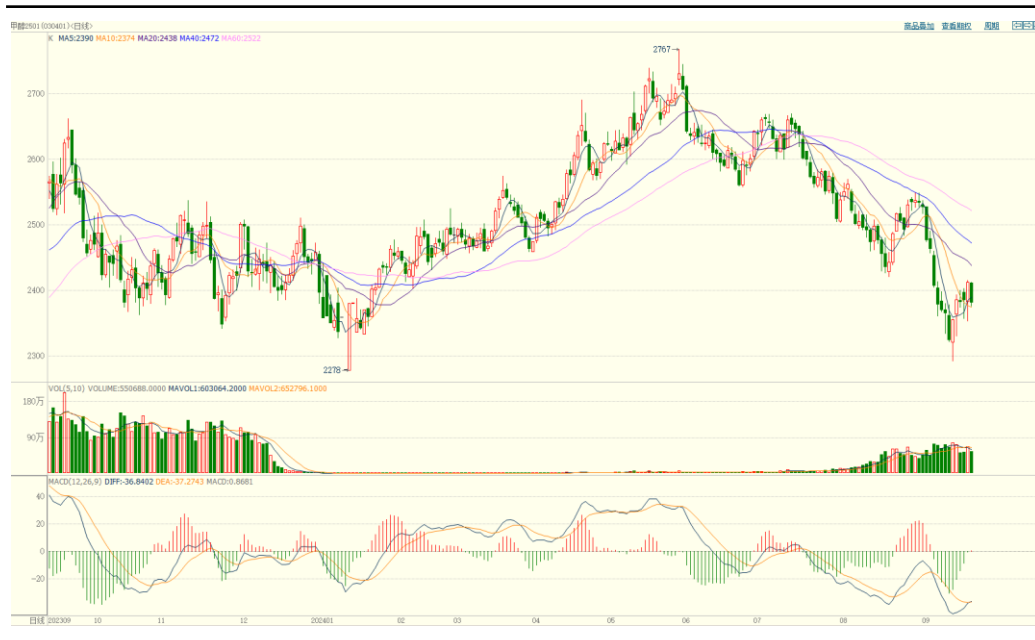 甲醇2501(030401)<日线>
商品叠加 查看期权 周期
K MA5:2390 MA10:2374 MA20:2438 MA40:2472 MA60:2522
2767
2700
2600
2500
2400
2300
2278
VOL(5,10) VOLUME:550688.0000 MAVOL1:603064.2000 MAVOL2:652796.1000
180万
90万
MACD(12,26,9) DIFF:-36.8402 DEA:-37.2743 MACD:0.8681
40
20
0
-20
日线 202309 10 11 12 202401 02 03 04 05 06 07 08 09